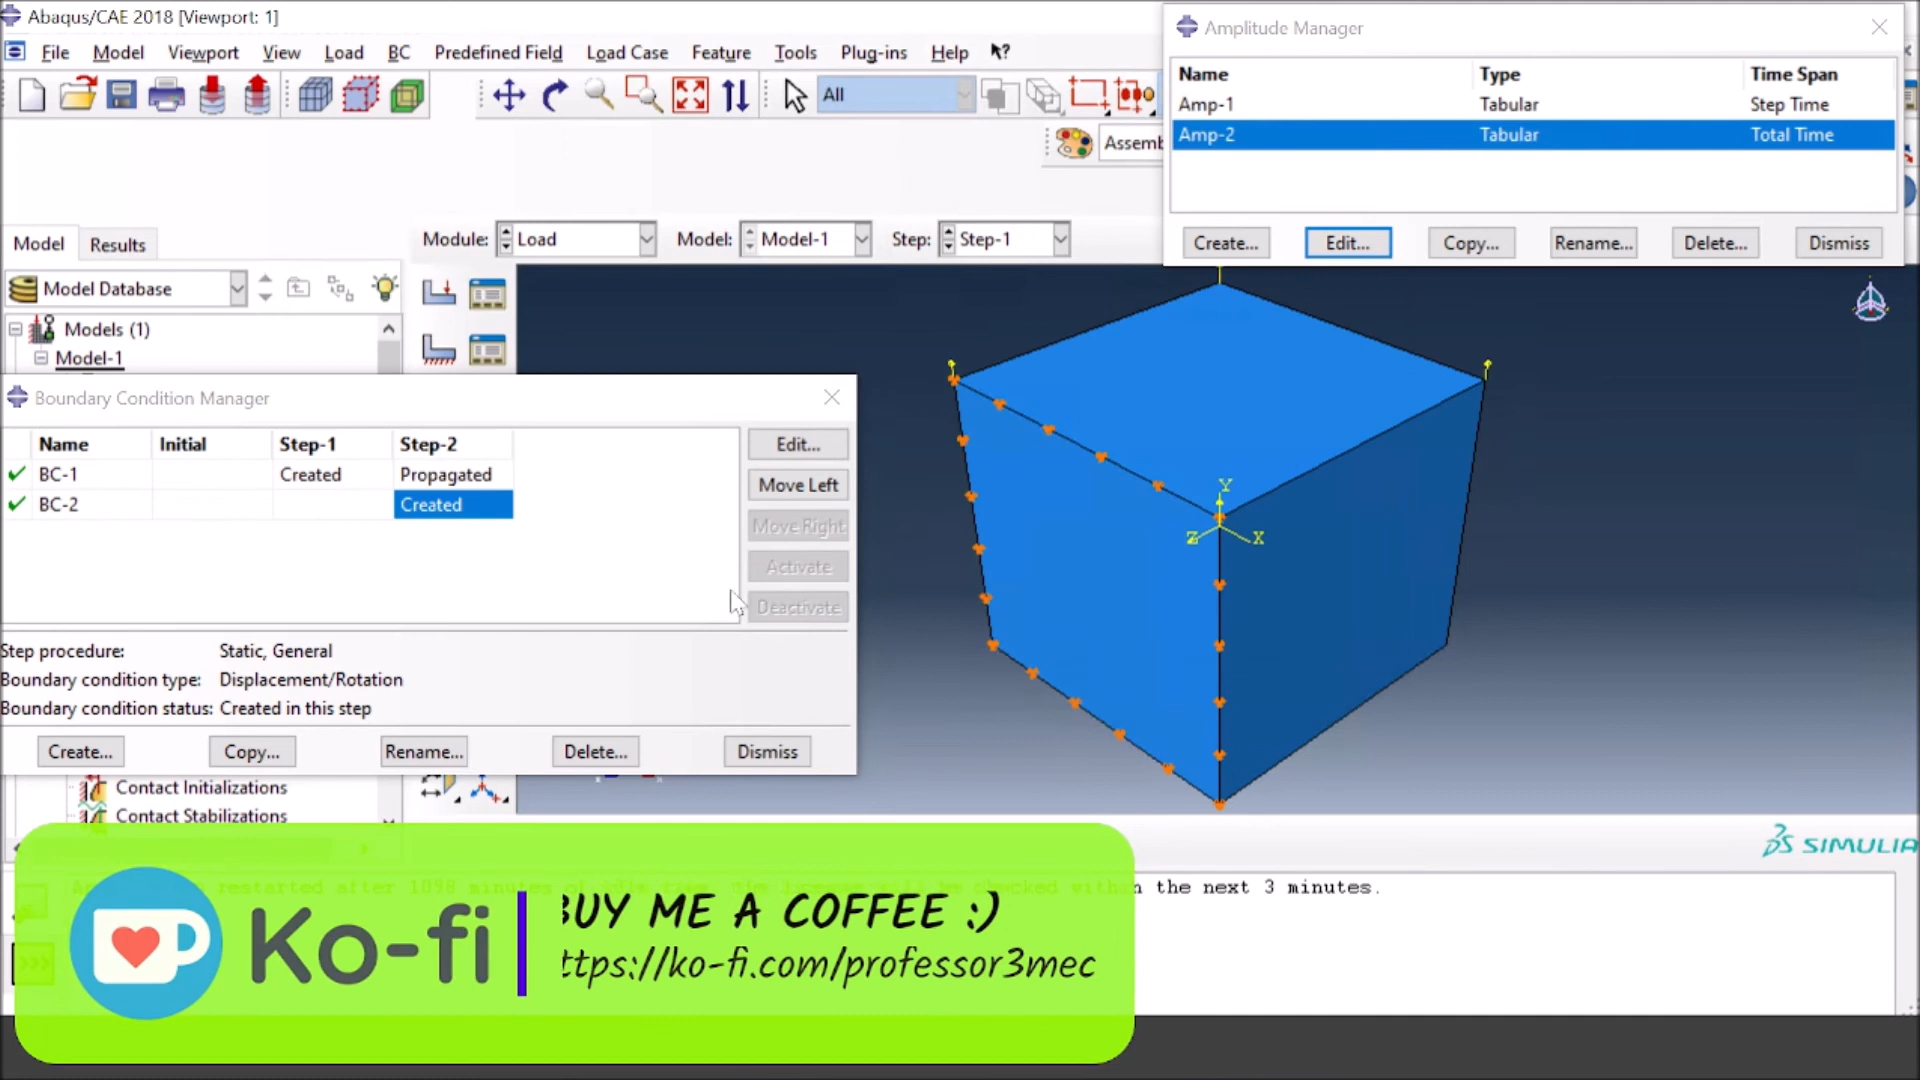 Abaqus/CAE 2018 [Viewport: 1]
File Model Viewport View Load BC Predefined Field Load Case Feature Tools Plug-ins Help
All
Assemb
Amplitude Manager
Name Type Time Span
Amp-1 Tabular Step Time
Amp-2 Tabular Total Time
Create... Edit... Copy... Rename... Delete... Dismiss
Model Results
Module: Load Model: Model-1 Step: Step-1
Model Database
Models (1)
Model-1
Boundary Condition Manager
Name Initial Step-1 Step-2
BC-1 Created Propagated
BC-2 Created
Edit...
Move Left
Move Right
Activate
Deactivate
Step procedure: Static, General
Boundary condition type: Displacement/Rotation
Boundary condition status: Created in this step
Create... Copy... Rename... Delete... Dismiss
Y
Z X
Contact Initializations
Contact Stabilizations
SIMULIA
restarted after 1098 minutes
the next 3 minutes.
Ko-fi
BUY ME A COFFEE :)
ttps://ko-fi.com/professor3mec